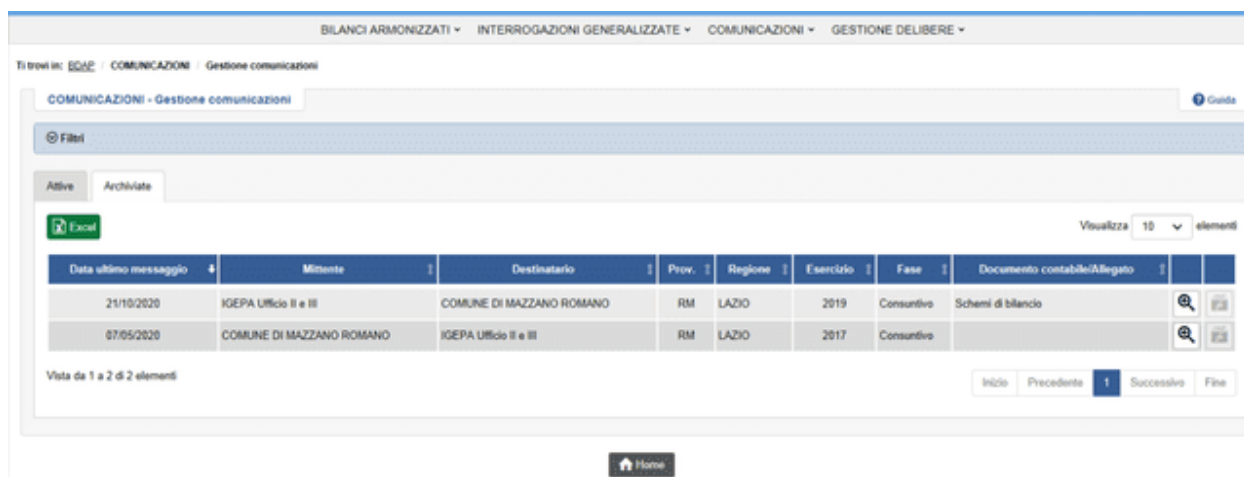 BILANCI ARMONIZZATI INTERROGAZIONI GENERALIZZATE COMUNICAZIONI GESTIONE DELIBERE
Ti trovi in: BDAP / COMUNICAZIONI / Gestione comunicazioni
COMUNICAZIONI - Gestione comunicazioni Guida
Filtri
Attive Archiviate
Excel Visualizza 10 elementi
Data ultimo messaggio Mittente Destinatario Prov. Regione Esercizio Fase Documento contabile/Allegato
21/10/2020 IGEPA Ufficio II e III COMUNE DI MAZZANO ROMANO RM LAZIO 2019 Consuntivo Schemi di bilancio
07/05/2020 COMUNE DI MAZZANO ROMANO IGEPA Ufficio II e III RM LAZIO 2017 Consuntivo
Vista da 1 a 2 di 2 elementi Inizio Precedente 1 Successivo Fine
Home